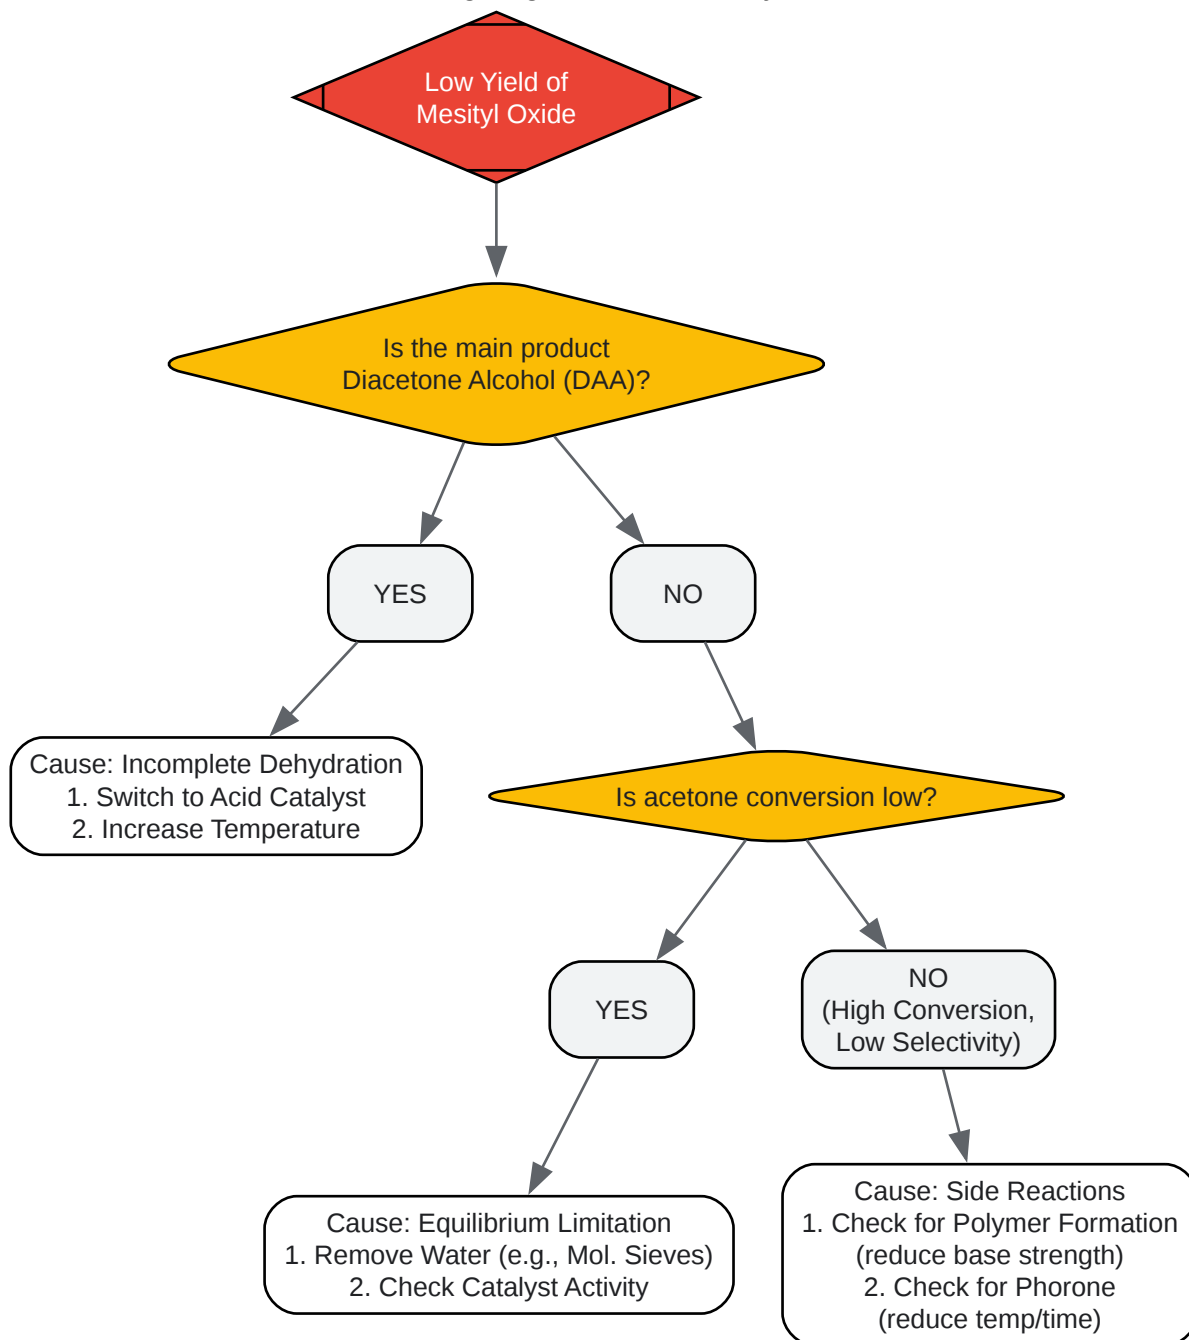 Low Yield of
Mesityl Oxide
Is the main product
Diacetone Alcohol (DAA)?
YES
NO
Cause: Incomplete Dehydration
1. Switch to Acid Catalyst
2. Increase Temperature
Is acetone conversion low?
YES
NO
(High Conversion,
Low Selectivity)
Cause: Equilibrium Limitation
1. Remove Water (e.g., Mol. Sieves)
2. Check Catalyst Activity
Cause: Side Reactions
1. Check for Polymer Formation
(reduce base strength)
2. Check for Phorone
(reduce temp/time)